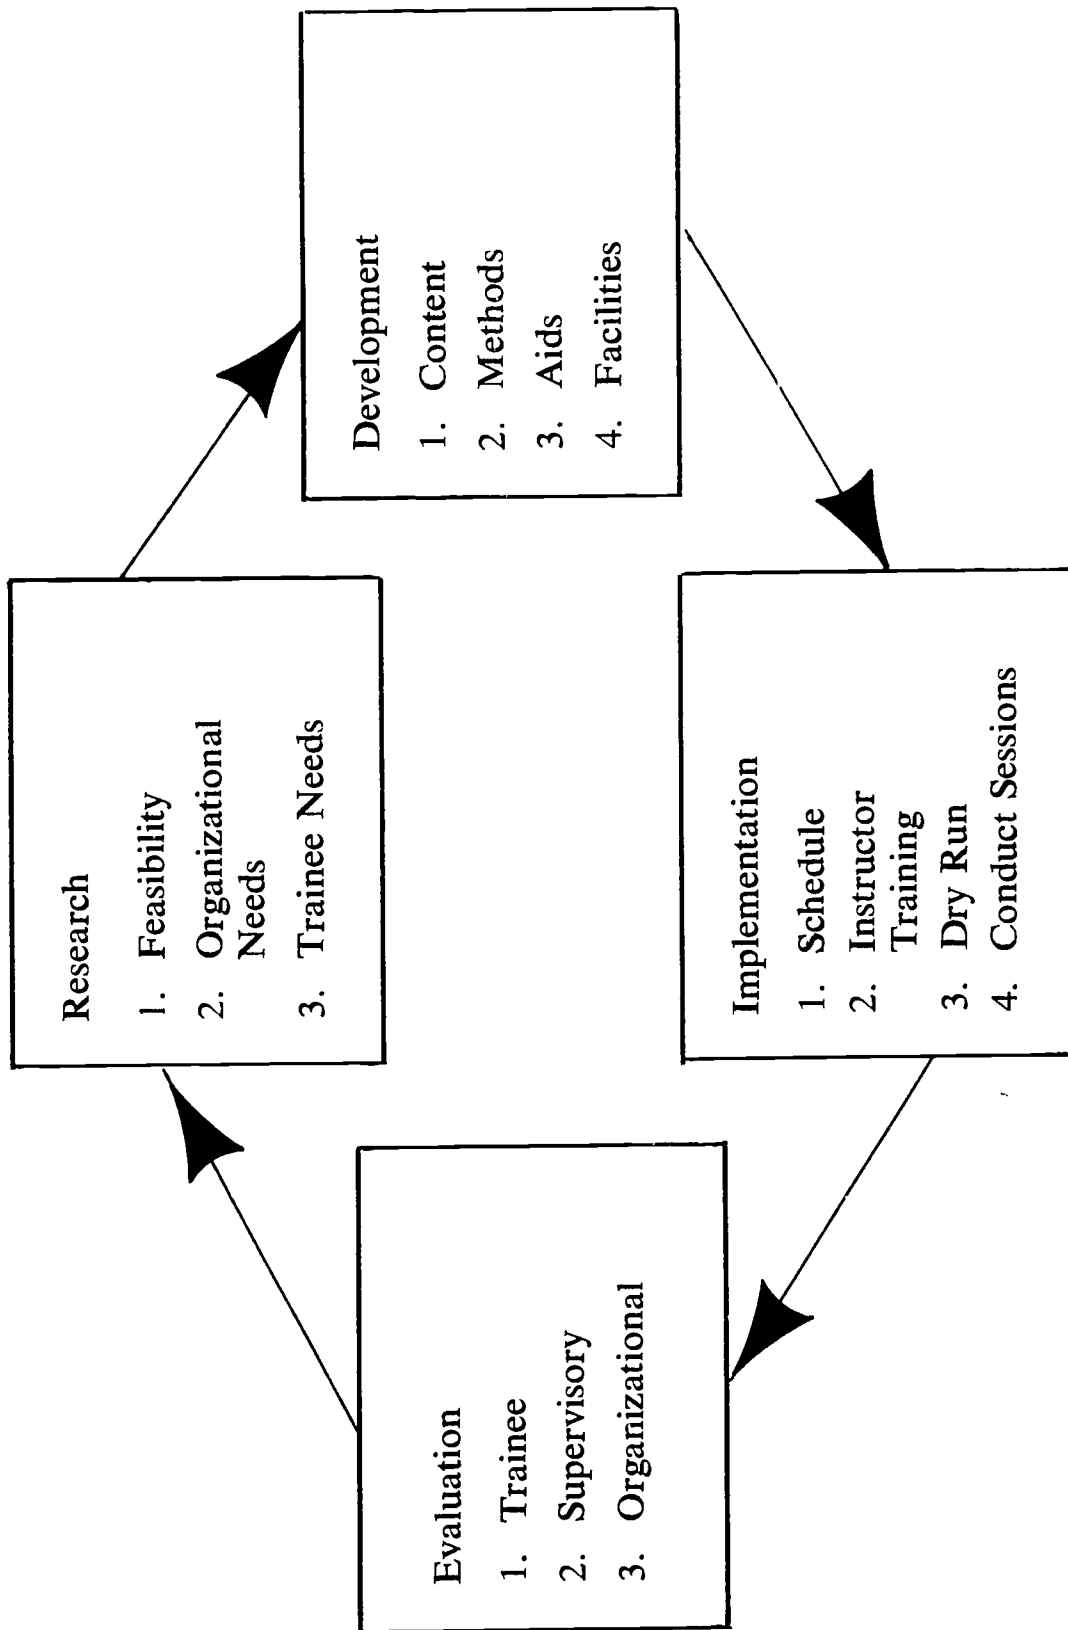 Research
1. Feasibility
2. Organizational
Needs
3. Trainee Needs
Development
1. Content
2. Methods
3. Aids
4. Facilities
Implementation
1. Schedule
2. Instructor
Training
3. Dry Run
4. Conduct Sessions
Evaluation
1. Trainee
2. Supervisory
3. Organizational